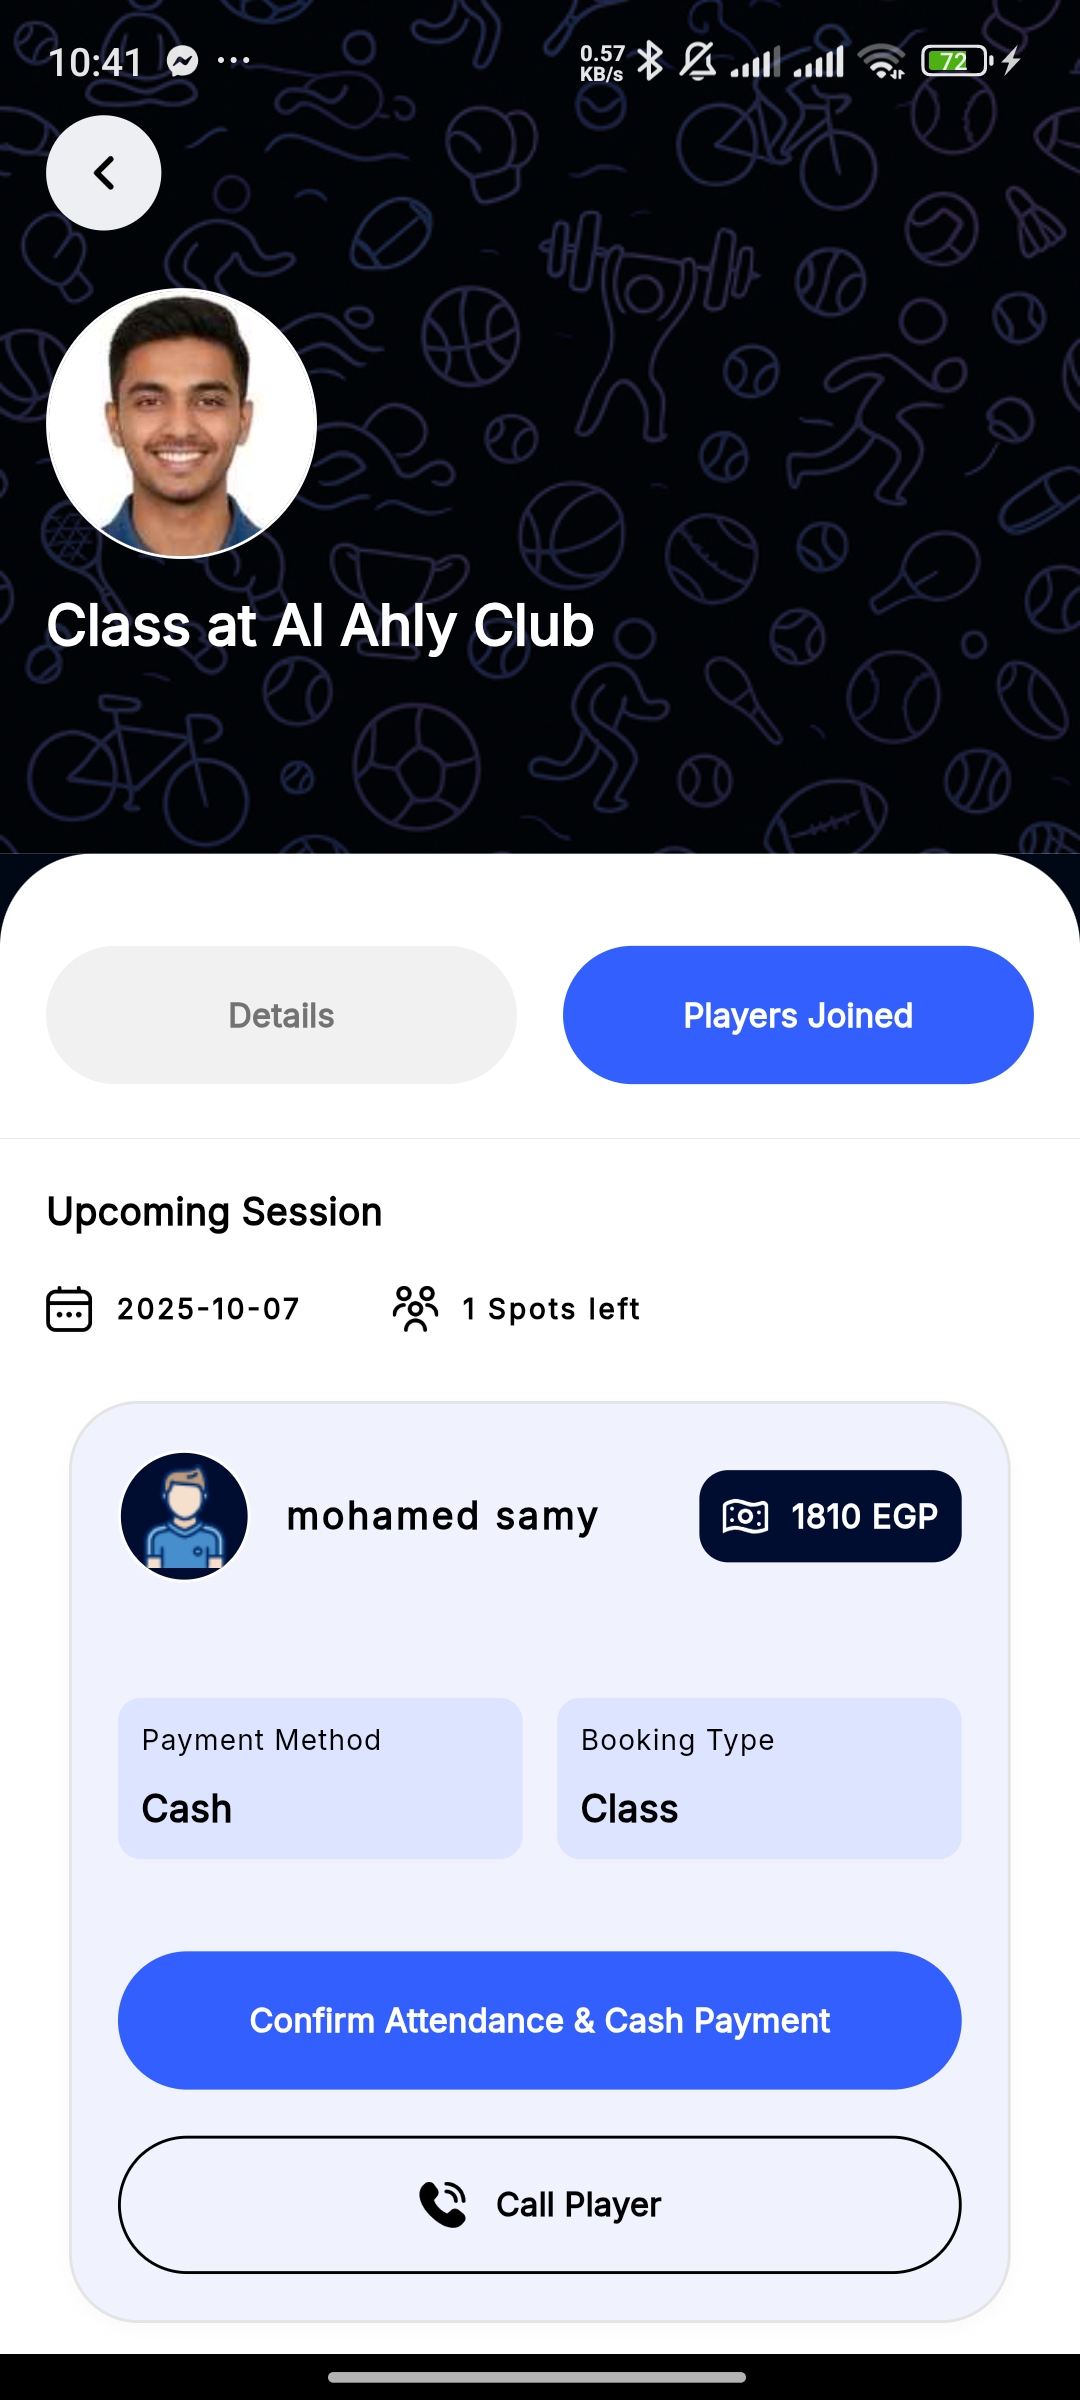 10:41
0.57
KB/s
72
Class at Al Ahly Club
Details
Players Joined
Upcoming Session
2025-10-07
1 Spots left
mohamed samy
1810 EGP
Payment Method
Cash
Booking Type
Class
Confirm Attendance & Cash Payment
Call Player